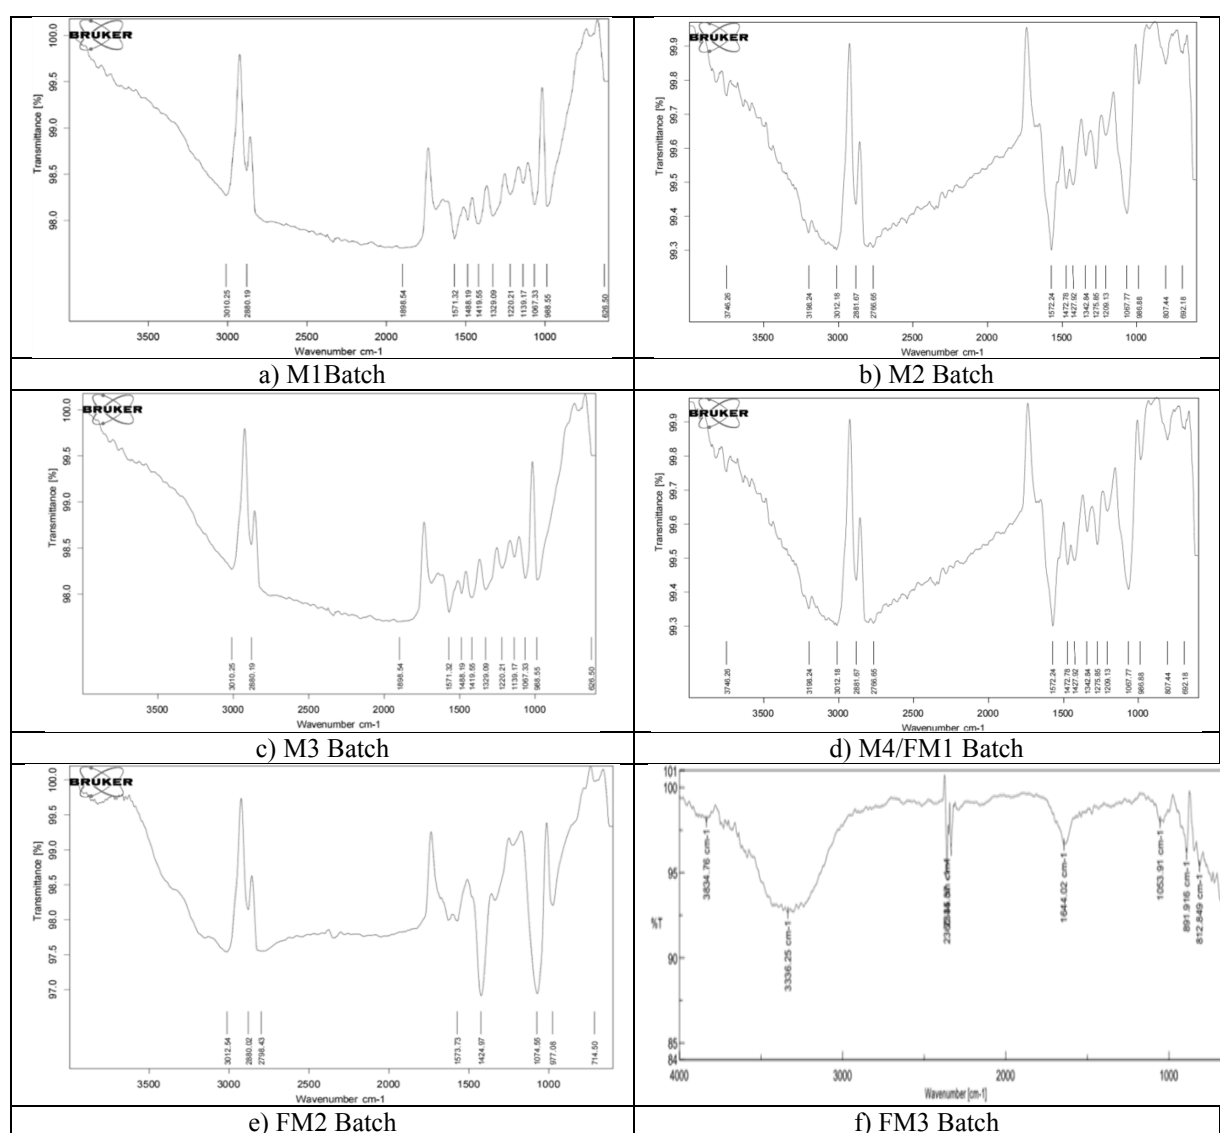 BRUKER
Transmittance [%]
100.0
99.5
99.0
98.5
98.0
3010.25
2880.19
1898.54
1571.32
1488.19
1419.55
1329.09
1220.21
1139.17
1067.33
988.55
626.50
3500 3000 2500 2000 1500 1000
Wavenumber cm-1
a) M1Batch
BRUKER
Transmittance [%]
99.9
99.8
99.7
99.6
99.5
99.4
99.3
3746.26
3198.24
3012.18
2881.67
2766.65
1572.24
1472.78
1427.92
1342.84
1275.85
1209.13
1067.77
986.88
807.44
692.18
3500 3000 2500 2000 1500 1000
Wavenumber cm-1
b) M2 Batch
BRUKER
Transmittance [%]
100.0
99.5
99.0
98.5
98.0
3010.25
2880.19
1898.54
1571.32
1488.19
1419.55
1329.09
1220.21
1139.17
1067.33
988.55
626.50
3500 3000 2500 2000 1500 1000
Wavenumber cm-1
c) M3 Batch
BRUKER
Transmittance [%]
99.9
99.8
99.7
99.6
99.5
99.4
99.3
3746.26
3198.24
3012.18
2881.67
2766.65
1572.24
1472.78
1427.92
1342.84
1275.85
1209.13
1067.77
986.88
807.44
692.18
3500 3000 2500 2000 1500 1000
Wavenumber cm-1
d) M4/FM1 Batch
BRUKER
Transmittance [%]
100.0
99.5
99.0
98.5
98.0
97.5
97.0
3012.54
2880.02
2798.43
1573.73
1424.97
1074.55
977.08
714.50
3500 3000 2500 2000 1500 1000
Wavenumber cm-1
e) FM2 Batch
101
100
95
%T
90
85
84
3834.76 cm-1
3336.25 cm-1
1644.02 cm-1
1053.91 cm-1
891.916 cm-1
812.849 cm-1
4000 3000 2000 1000
Wavenumber [cm-1]
f) FM3 Batch